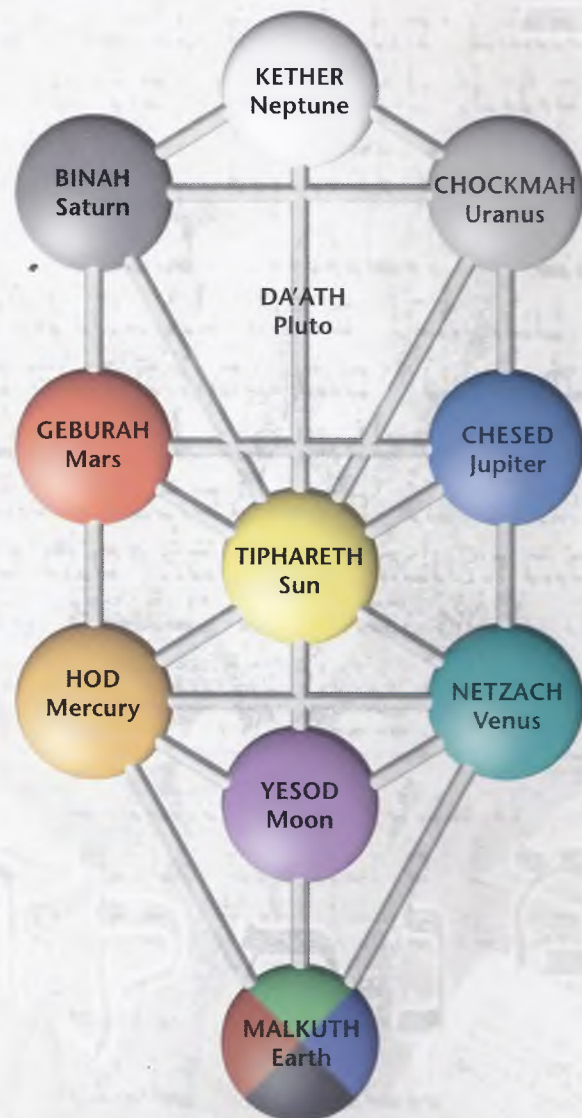 KETHER
Neptune
BINAH
Saturn
CHOCKMAH
Uranus
DA'ATH
Pluto
GEBURAH
Mars
CHESED
Jupiter
TIPHARETH
Sun
HOD
Mercury
NETZACH
Venus
YESOD
Moon
MALKUTH
Earth